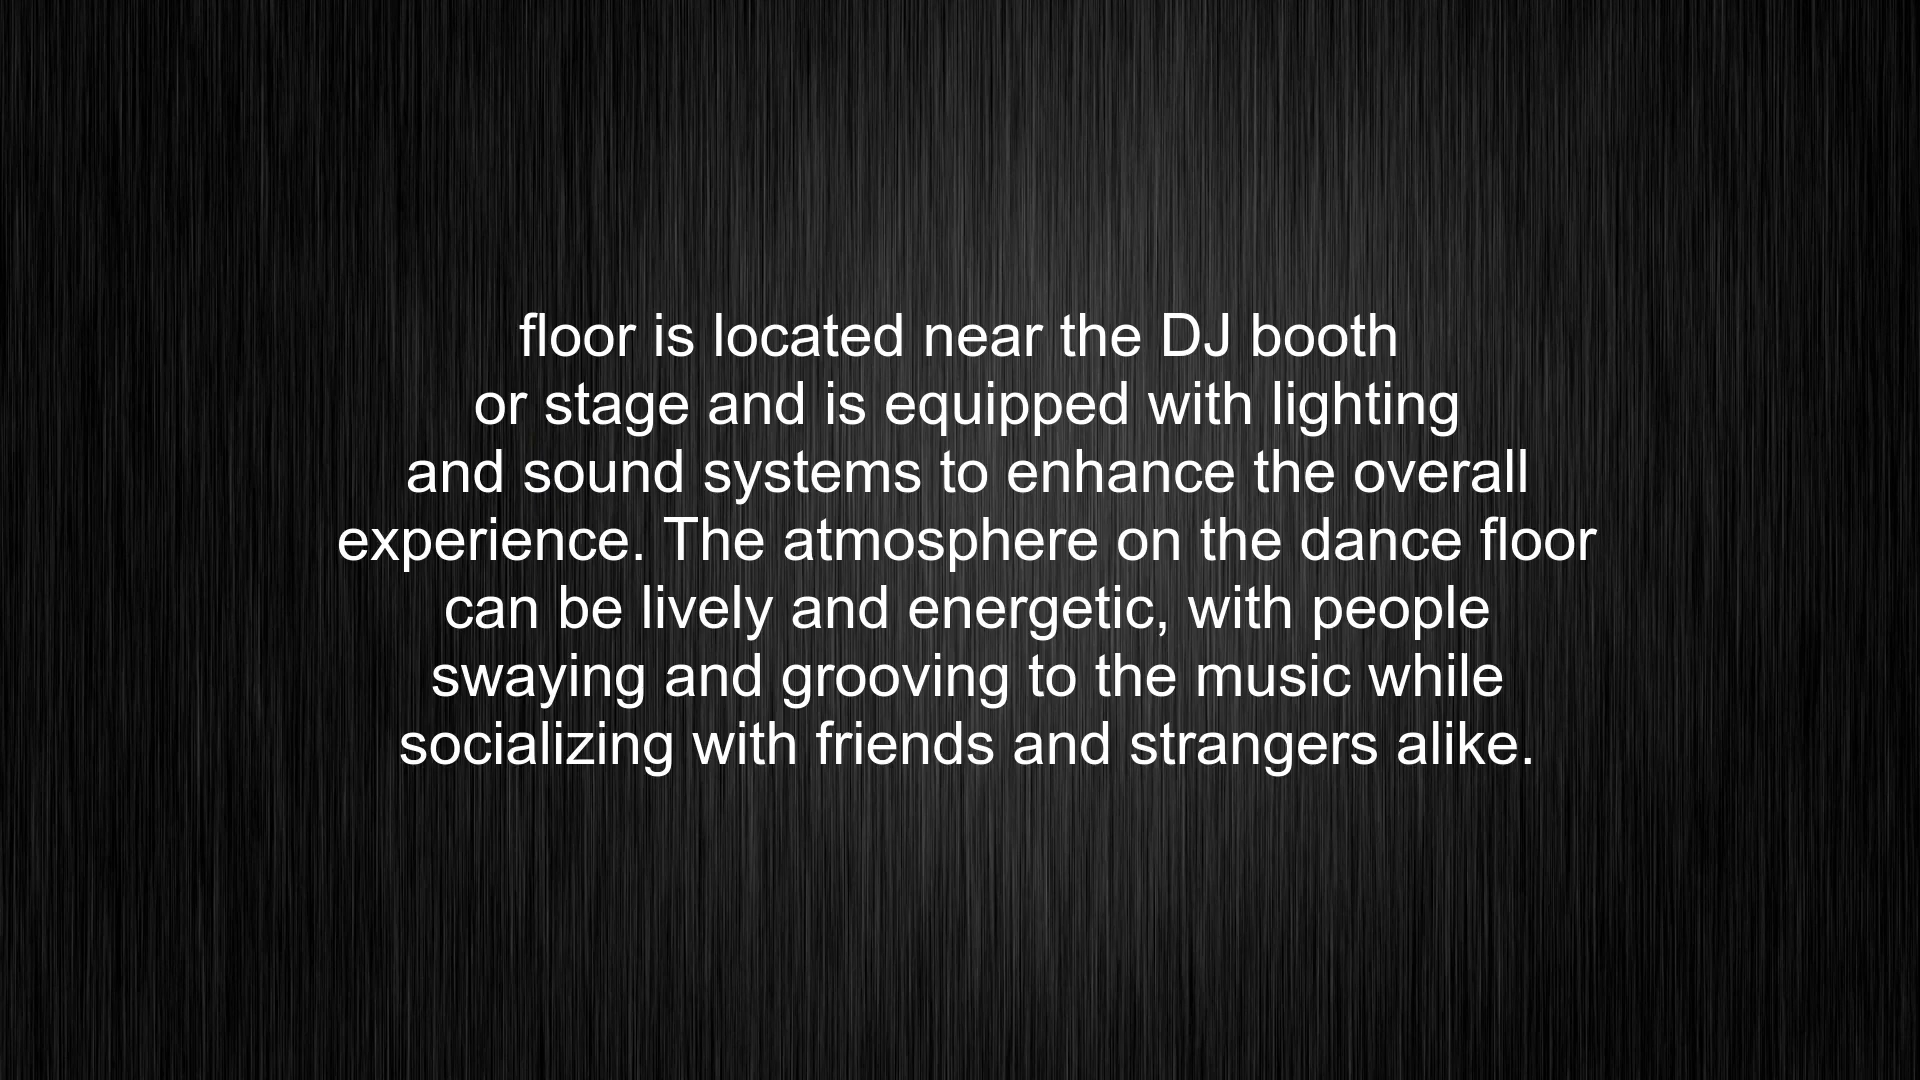 floor is located near the DJ booth
or stage and is equipped with lighting
and sound systems to enhance the overall
experience. The atmosphere on the dance floor
can be lively and energetic, with people
swaying and grooving to the music while
socializing with friends and strangers alike.